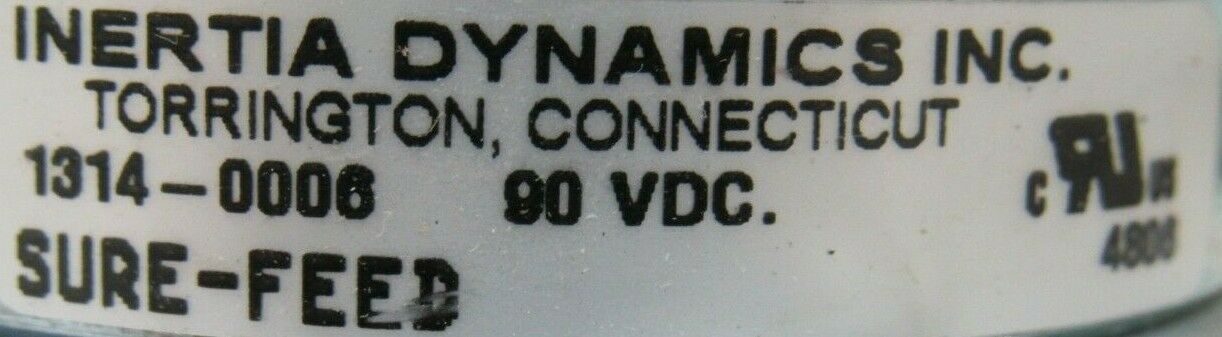 INERTIA DYNAMICS INC.
TORRINGTON, CONNECTICUT
1314-0006 90 VDC.
SURE-FEED